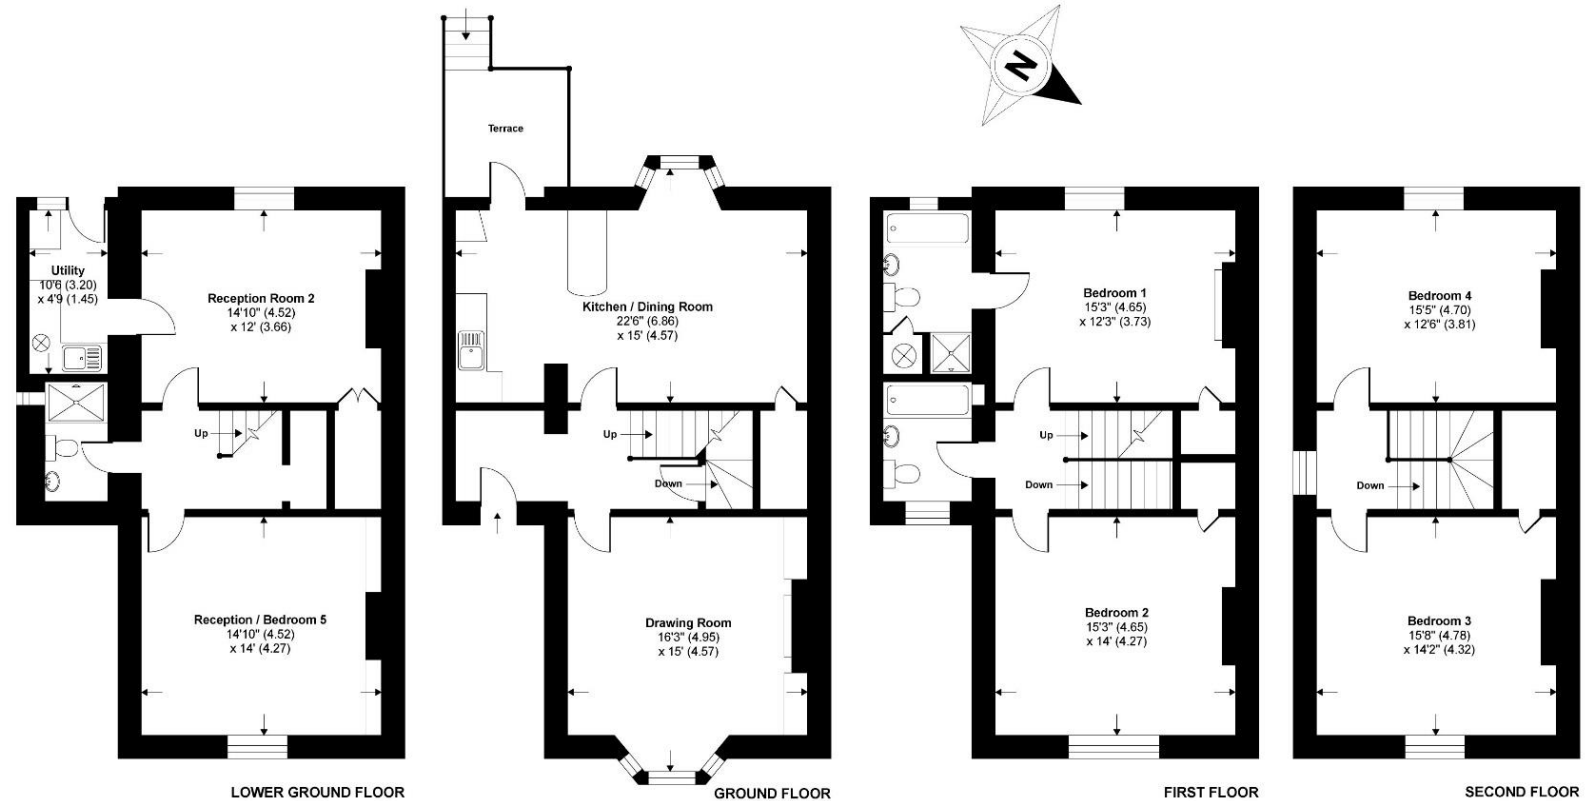 N
Terrace
Utility
10'6 (3.20)
x 4'9 (1.45)
Reception Room 2
14'10" (4.52)
x 12' (3.66)
Up
Reception / Bedroom 5
14'10" (4.52)
x 14' (4.27)
LOWER GROUND FLOOR
Kitchen / Dining Room
22'6" (6.86)
x 15' (4.57)
Up
Down
Drawing Room
16'3" (4.95)
x 15' (4.57)
GROUND FLOOR
Bedroom 1
15'3" (4.65)
x 12'3" (3.73)
Up
Down
Bedroom 2
15'3" (4.65)
x 14' (4.27)
FIRST FLOOR
Bedroom 4
15'5" (4.70)
x 12'6" (3.81)
Down
Bedroom 3
15'8" (4.78)
x 14'2" (4.32)
SECOND FLOOR